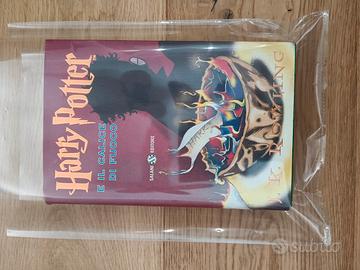 Harry Potter
E IL CALICE
DI FUOCO
SALANI EDITORE
J.K. ROWLING
subito